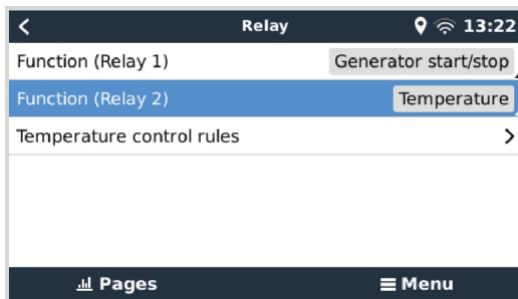 Relay 13:22
Function (Relay 1) Generator start/stop
Function (Relay 2) Temperature
Temperature control rules
Pages Menu